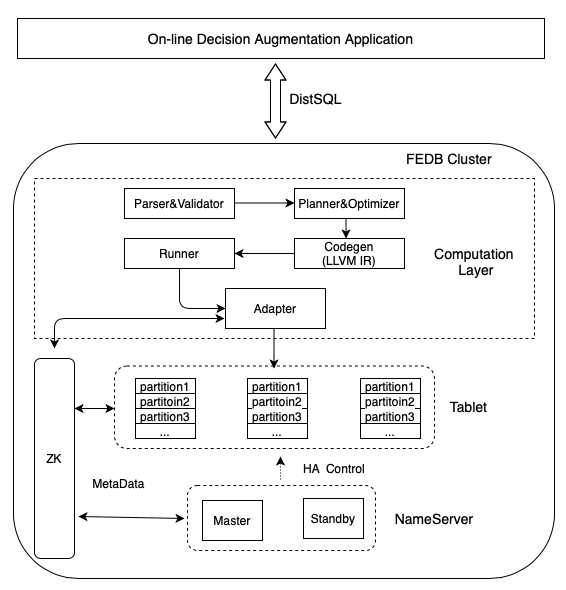 On-line Decision Augmentation Application
DistSQL
FEDB Cluster
Parser&Validator
Planner&Optimizer
Runner
Codegen
(LLVM IR)
Computation
Layer
Adapter
ZK
partition1
partitoin2
partition3
...
partition1
partitoin2
partition3
...
partition1
partitoin2
partition3
...
Tablet
HA Control
MetaData
Master
Standby
NameServer